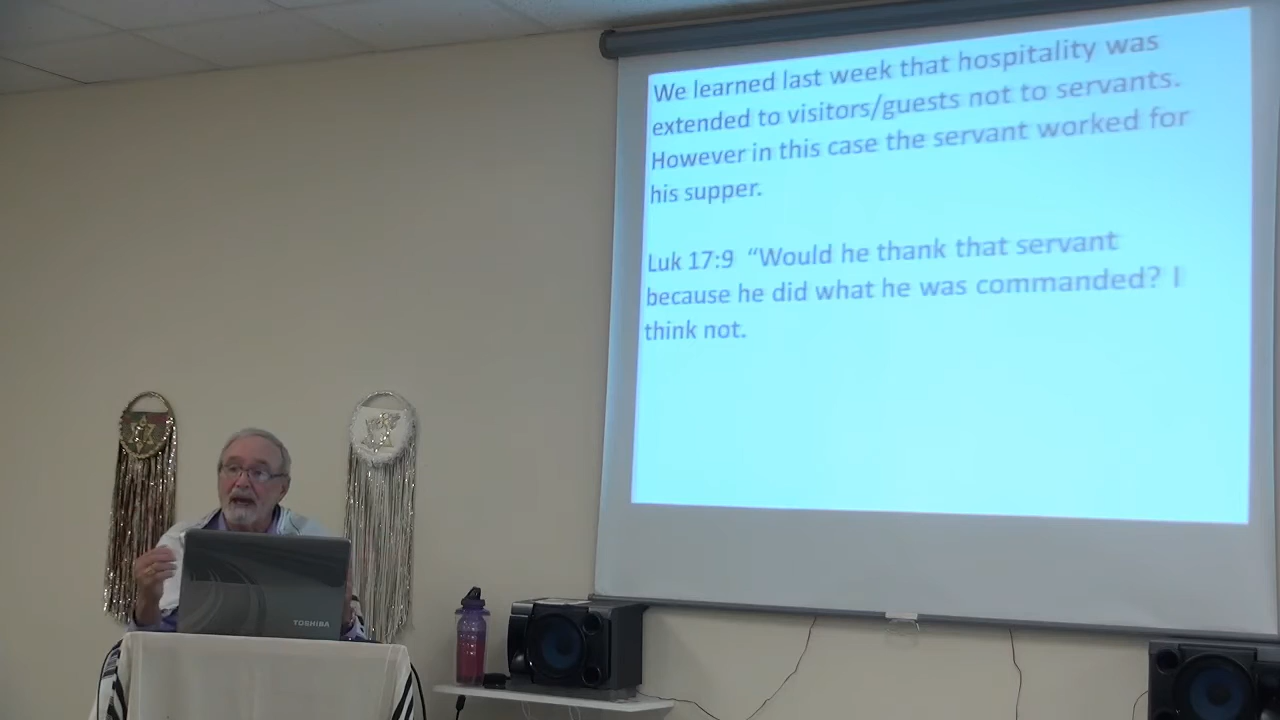 We learned last week that hospitality was
extended to visitors/guests not to servants.
However in this case the servant worked for
his supper.
Luk 17:9 “Would he thank that servant
because he did what he was commanded? I
think not.
TOSHIBA